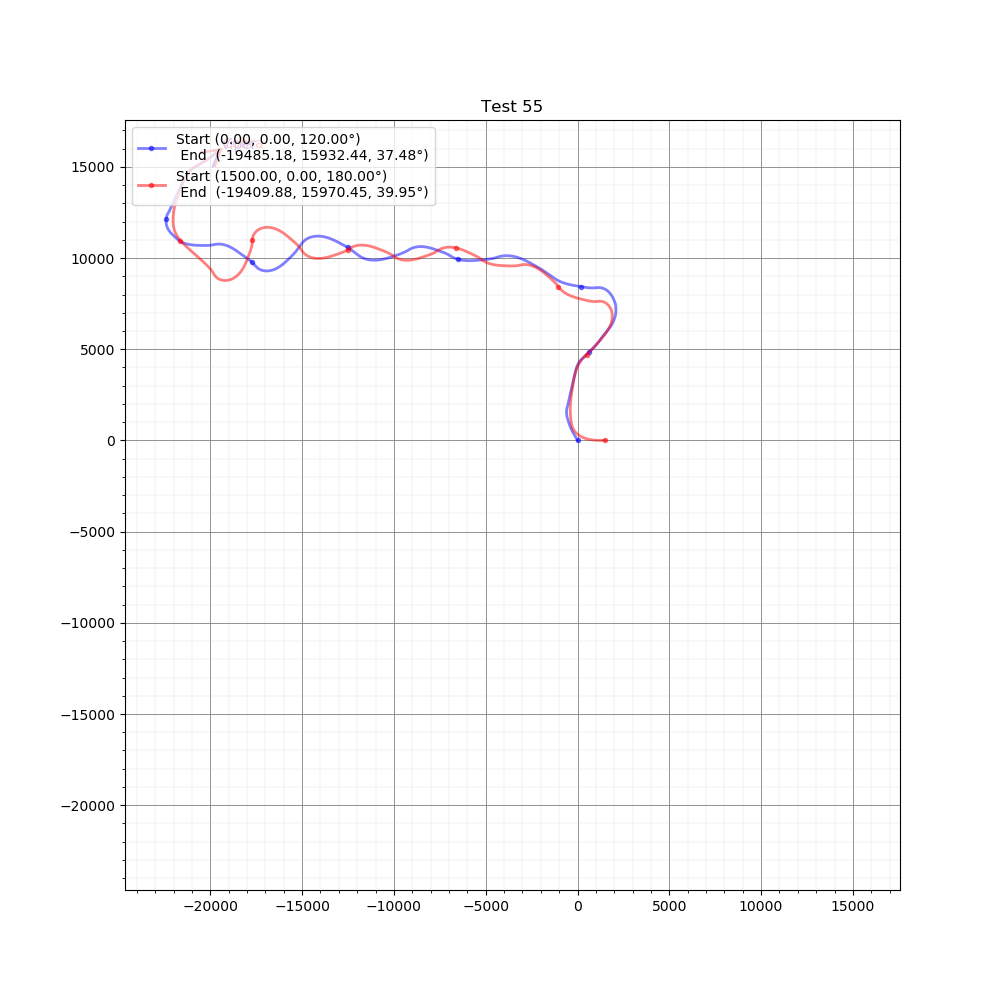 Test 55
Start (0.00, 0.00, 120.00°)
End  (-19485.18, 15932.44, 37.48°)
Start (1500.00, 0.00, 180.00°)
End  (-19409.88, 15970.45, 39.95°)
15000
10000
5000
0
−5000
−10000
−15000
−20000
−20000 −15000 −10000 −5000 0 5000 10000 15000